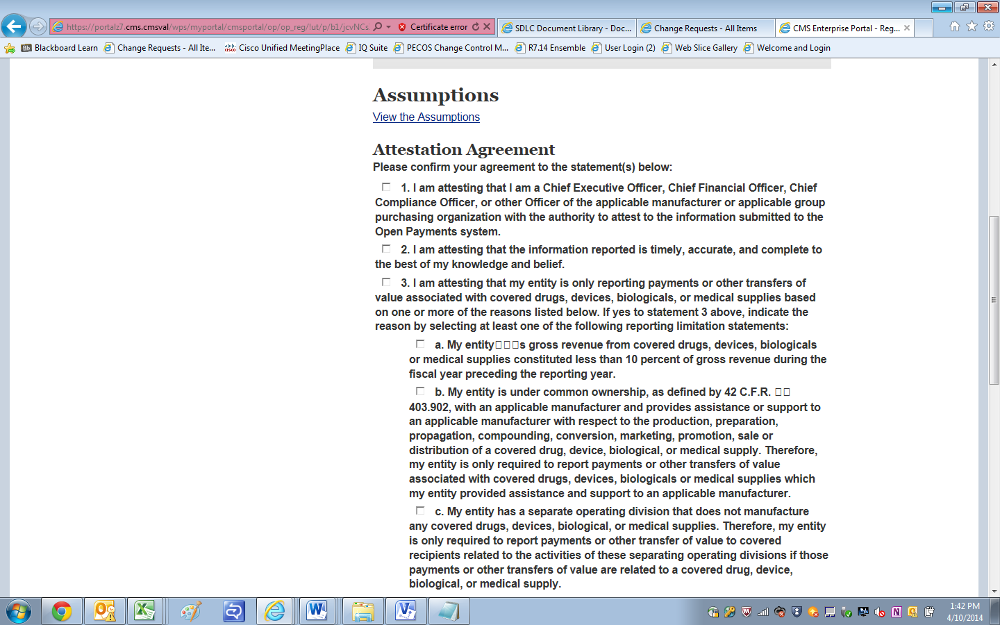 https://portalz7.cms.cmsval/wps/myportal/cmsportal/op/op_reg/!ut/p/b1/jcvNCs
Certificate error
SDLC Document Library - Doc...
Change Requests - All Items
CMS Enterprise Portal - Reg...
Blackboard Learn
Change Requests - All Ite...
Cisco Unified MeetingPlace
IQ Suite
PECOS Change Control M...
R7.14 Ensemble
User Login (2)
Web Slice Gallery
Welcome and Login
Assumptions
View the Assumptions
Attestation Agreement
Please confirm your agreement to the statement(s) below:
1. I am attesting that I am a Chief Executive Officer, Chief Financial Officer, Chief
Compliance Officer, or other Officer of the applicable manufacturer or applicable group
purchasing organization with the authority to attest to the information submitted to the
Open Payments system.
2. I am attesting that the information reported is timely, accurate, and complete to
the best of my knowledge and belief.
3. I am attesting that my entity is only reporting payments or other transfers of
value associated with covered drugs, devices, biologicals, or medical supplies based
on one or more of the reasons listed below. If yes to statement 3 above, indicate the
reason by selecting at least one of the following reporting limitation statements:
a. My entity□□□s gross revenue from covered drugs, devices, biologicals
or medical supplies constituted less than 10 percent of gross revenue during the
fiscal year preceding the reporting year.
b. My entity is under common ownership, as defined by 42 C.F.R. □□
403.902, with an applicable manufacturer and provides assistance or support to
an applicable manufacturer with respect to the production, preparation,
propagation, compounding, conversion, marketing, promotion, sale or
distribution of a covered drug, device, biological, or medical supply. Therefore,
my entity is only required to report payments or other transfers of value
associated with covered drugs, devices, biologicals or medical supplies which
my entity provided assistance and support to an applicable manufacturer.
c. My entity has a separate operating division that does not manufacture
any covered drugs, devices, biological, or medical supplies. Therefore, my entity
is only required to report payments or other transfer of value to covered
recipients related to the activities of these separating operating divisions if those
payments or other transfers of value are related to a covered drug, device,
biological, or medical supply.
1:42 PM
4/10/2014